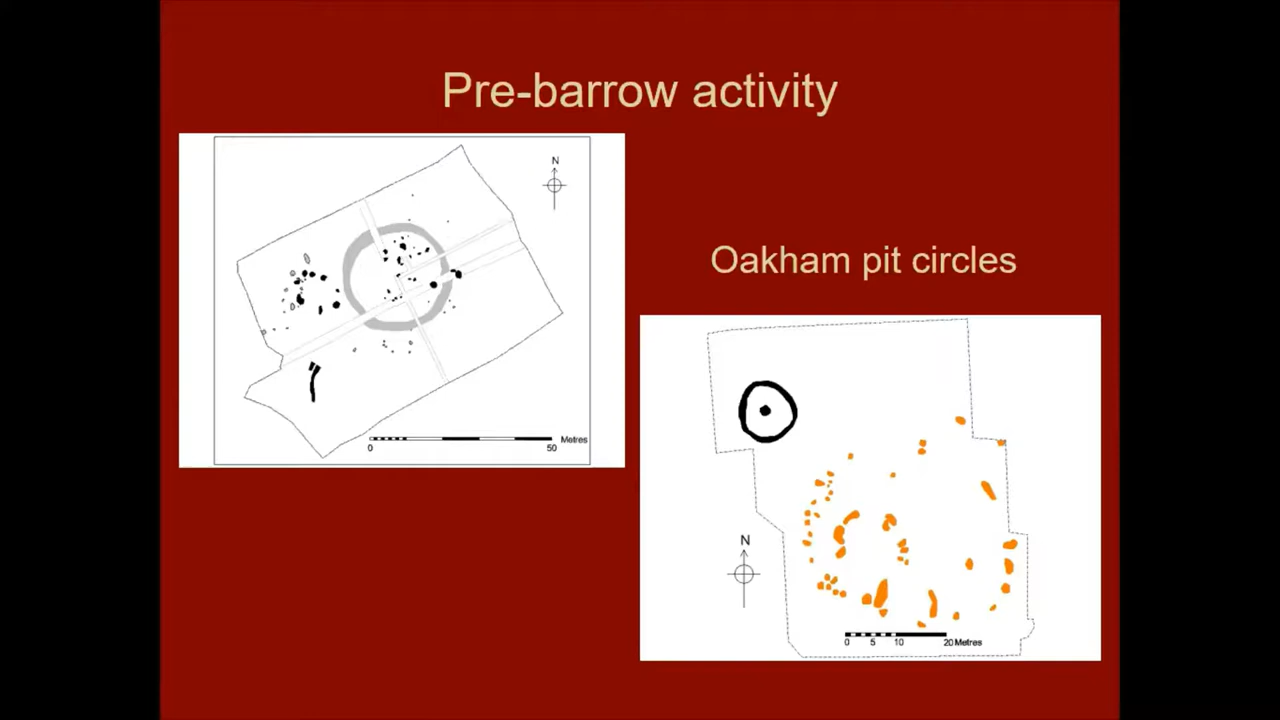 Pre-barrow activity
N
Metres
0 50
Oakham pit circles
N
0 5 10 20 Metres